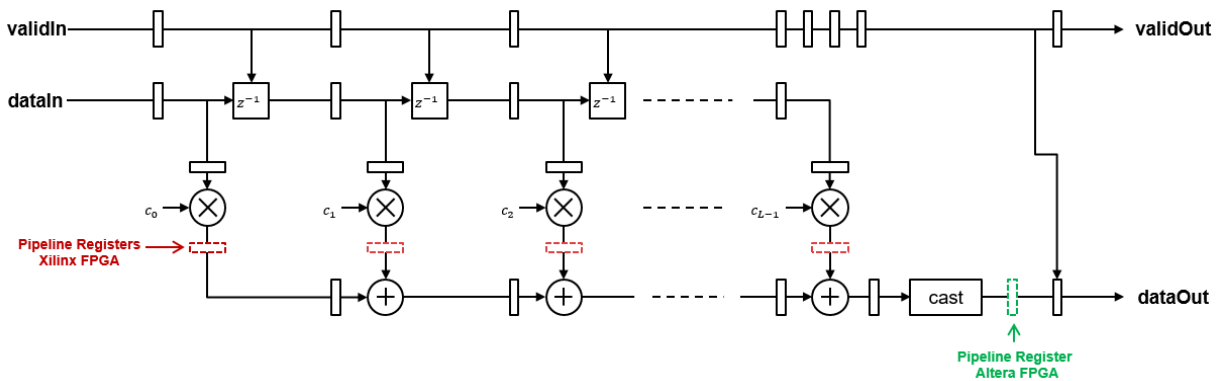 validIn
validOut
dataIn
z⁻¹
z⁻¹
z⁻¹
c₀
c₁
c₂
c_{L−1}
Pipeline Registers
Xilinx FPGA
cast
dataOut
Pipeline Register
Altera FPGA